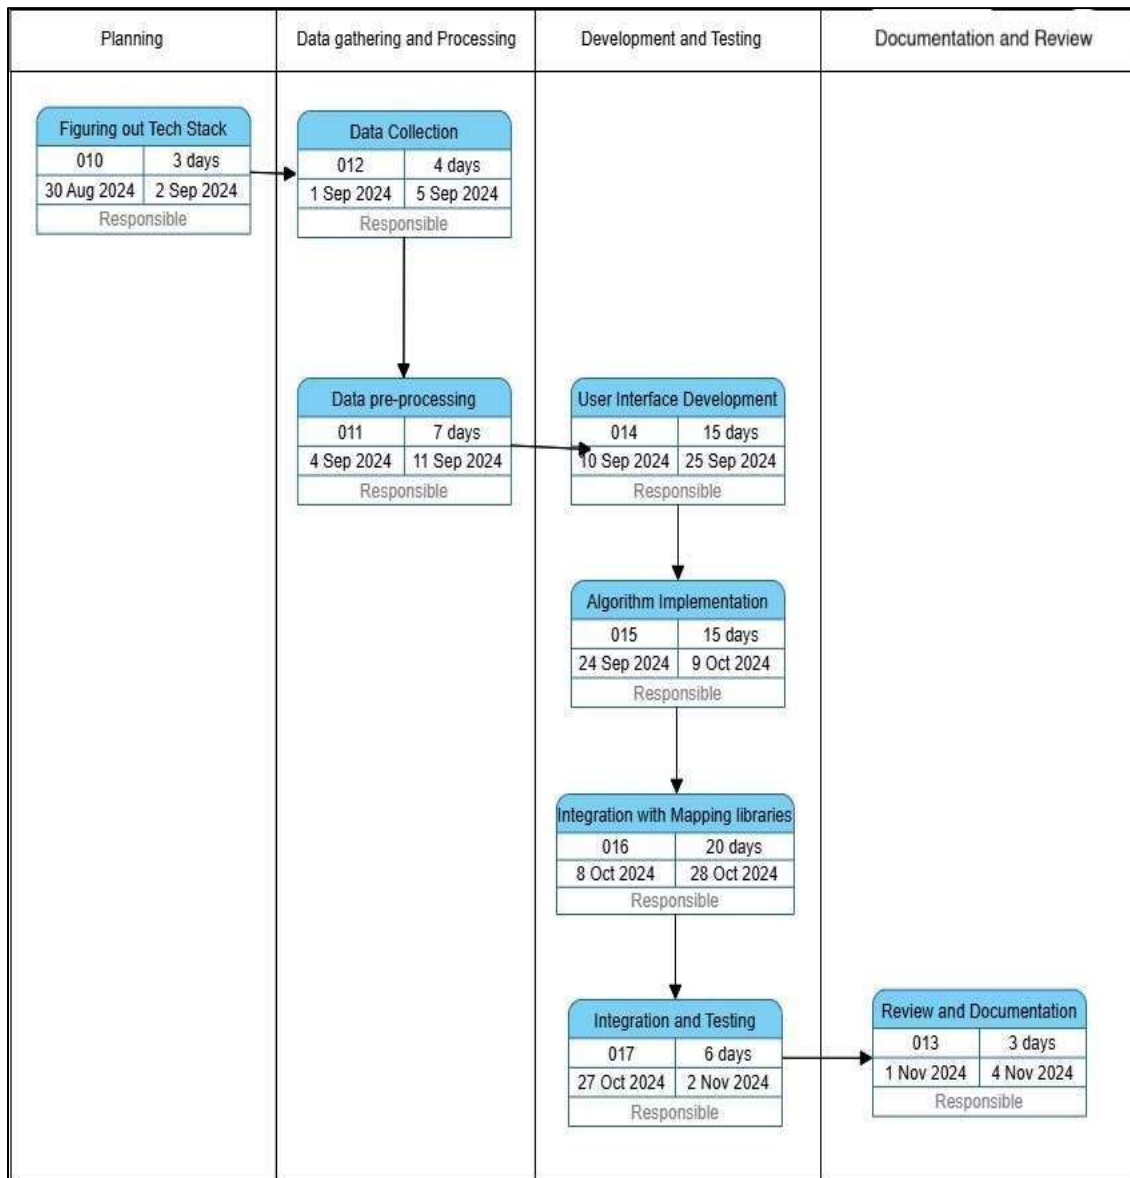 Planning
Data gathering and Processing
Development and Testing
Documentation and Review
Figuring out Tech Stack
010 3 days
30 Aug 2024 2 Sep 2024
Responsible
Data Collection
012 4 days
1 Sep 2024 5 Sep 2024
Responsible
Data pre-processing
011 7 days
4 Sep 2024 11 Sep 2024
Responsible
User Interface Development
014 15 days
10 Sep 2024 25 Sep 2024
Responsible
Algorithm Implementation
015 15 days
24 Sep 2024 9 Oct 2024
Responsible
Integration with Mapping libraries
016 20 days
8 Oct 2024 28 Oct 2024
Responsible
Integration and Testing
017 6 days
27 Oct 2024 2 Nov 2024
Responsible
Review and Documentation
013 3 days
1 Nov 2024 4 Nov 2024
Responsible